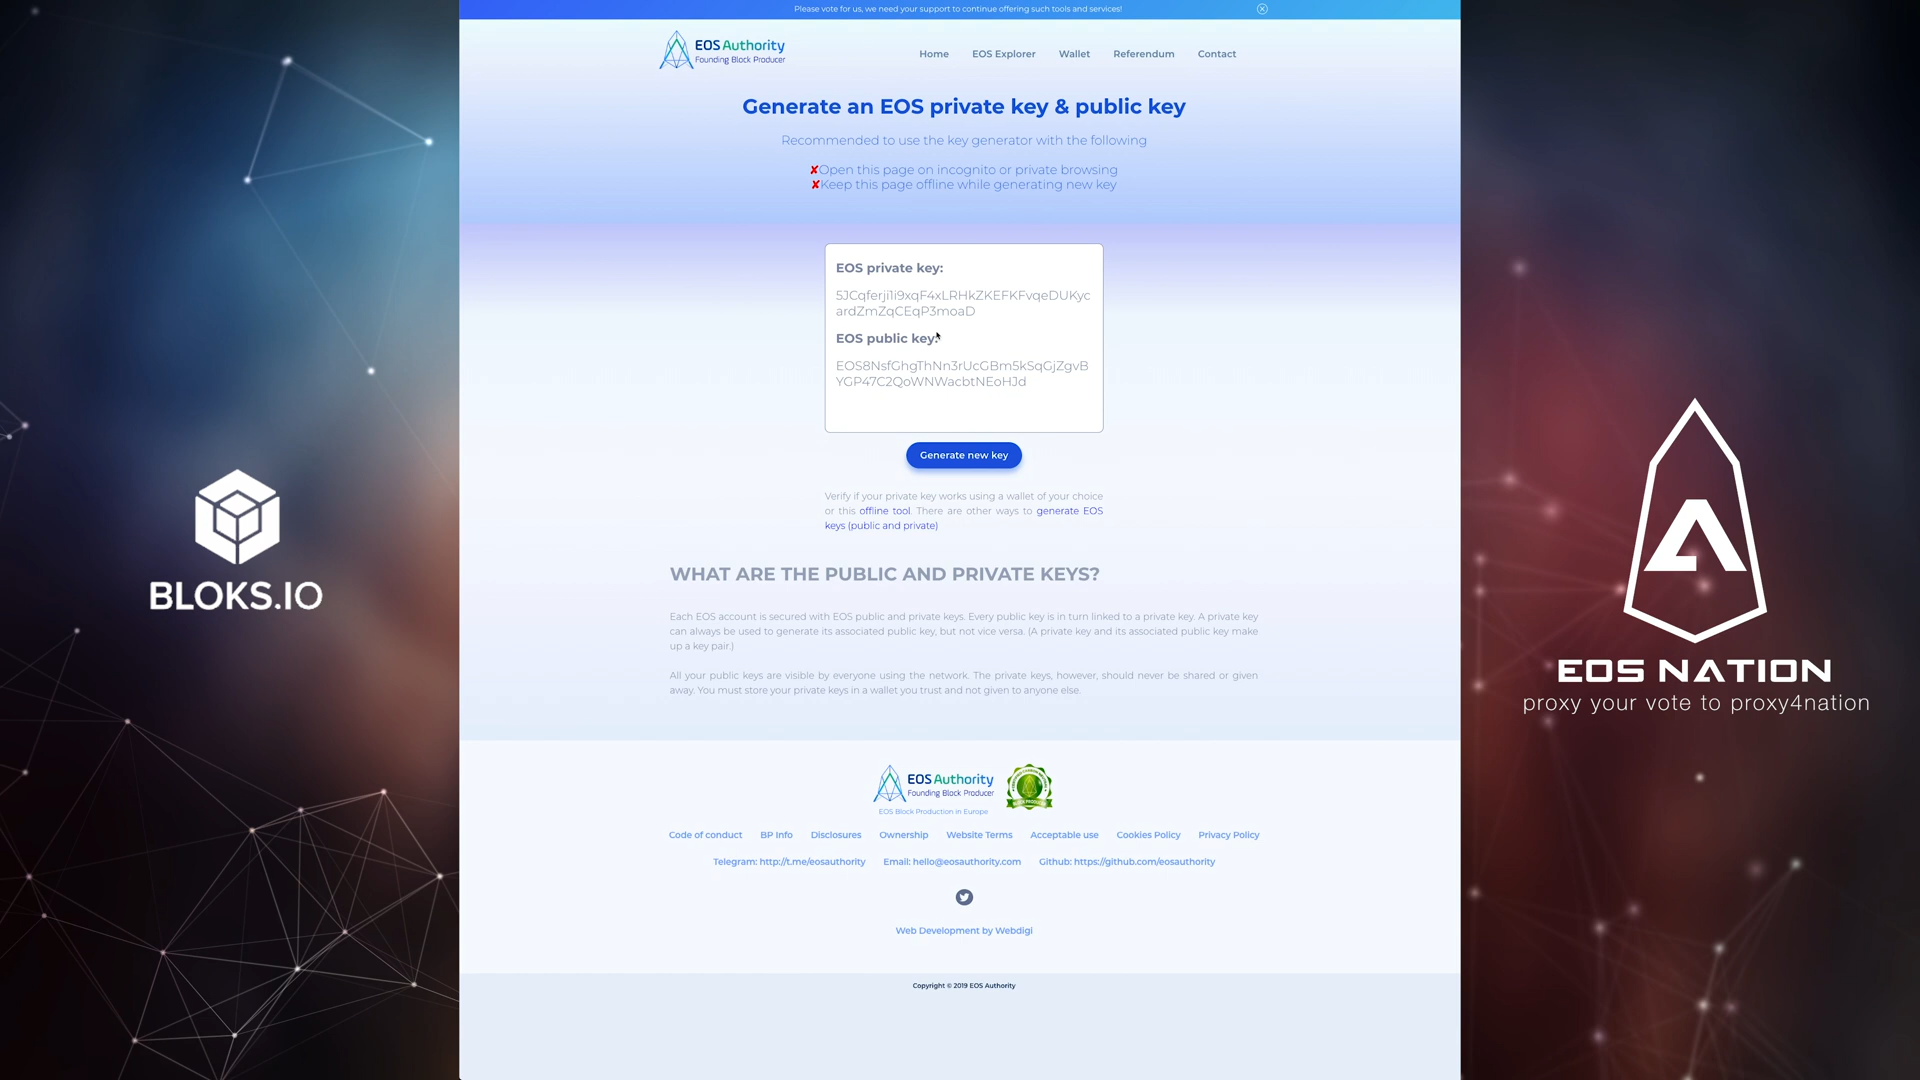 Please vote for us, we need your support to continue offering such tools and services!
EOS Authority
Founding Block Producer
Home EOS Explorer Wallet Referendum Contact
Generate an EOS private key & public key
Recommended to use the key generator with the following
✘Open this page on incognito or private browsing
✘Keep this page offline while generating new key
EOS private key:
5JCqferji1i9xqF4xLRHkZKEFKFvqeDUKyc
ardZmZqCEqP3moaD
EOS public key:
EOS8NsfGhgThNn3rUcGBm5kSqGjZgvB
YGP47C2QoWNWacbtNEoHJd
Generate new key
Verify if your private key works using a wallet of your choice
or this offline tool. There are other ways to generate EOS
keys (public and private)
WHAT ARE THE PUBLIC AND PRIVATE KEYS?
Each EOS account is secured with EOS public and private keys. Every public key is in turn linked to a private key. A private key
can always be used to generate its associated public key, but not vice versa. (A private key and its associated public key make
up a key pair.)
All your public keys are visible by everyone using the network. The private keys, however, should never be shared or given
away. You must store your private keys in a wallet you trust and not given to anyone else.
BLOKS.IO
EOS NATION
proxy your vote to proxy4nation
EOS Authority
Founding Block Producer
EOS Block Production in Europe
Code of conduct BP Info Disclosures Ownership Website Terms Acceptable use Cookies Policy Privacy Policy
Telegram: http://t.me/eosauthority Email: hello@eosauthority.com Github: https://github.com/eosauthority
Web Development by Webdigi
Copyright © 2019 EOS Authority